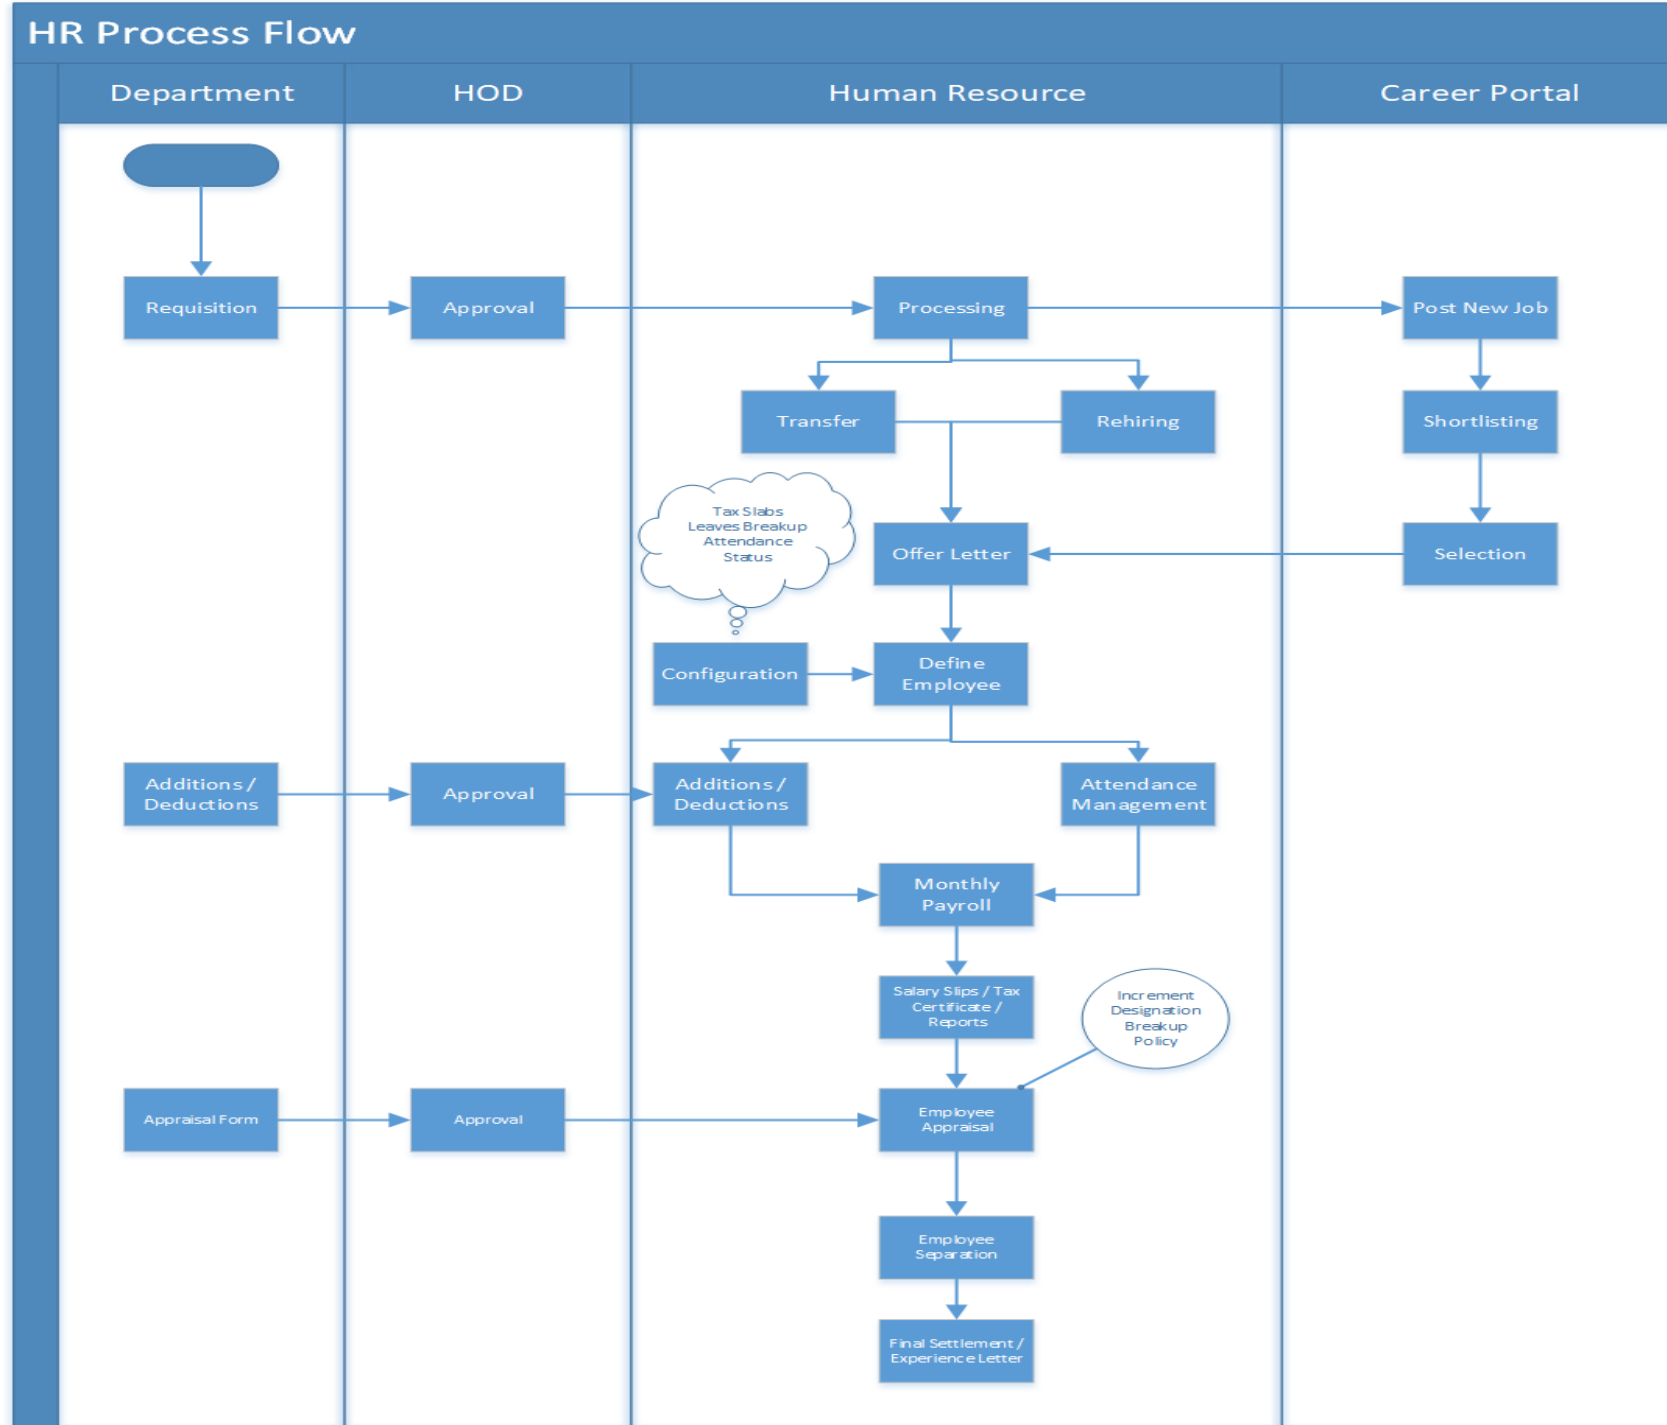 HR Process Flow
Department
HOD
Human Resource
Career Portal
Requisition
Approval
Processing
Post New Job
Transfer
Rehiring
Shortlisting
Tax Slabs
Leaves Breakup
Attendance
Status
Offer Letter
Selection
Configuration
Define
Employee
Additions /
Deductions
Approval
Additions /
Deductions
Attendance
Management
Monthly
Payroll
Salary Slips / Tax
Certificate /
Reports
Increment
Designation
Breakup
Policy
Appraisal Form
Approval
Employee
Appraisal
Employee
Separation
Final Settlement /
Experience Letter